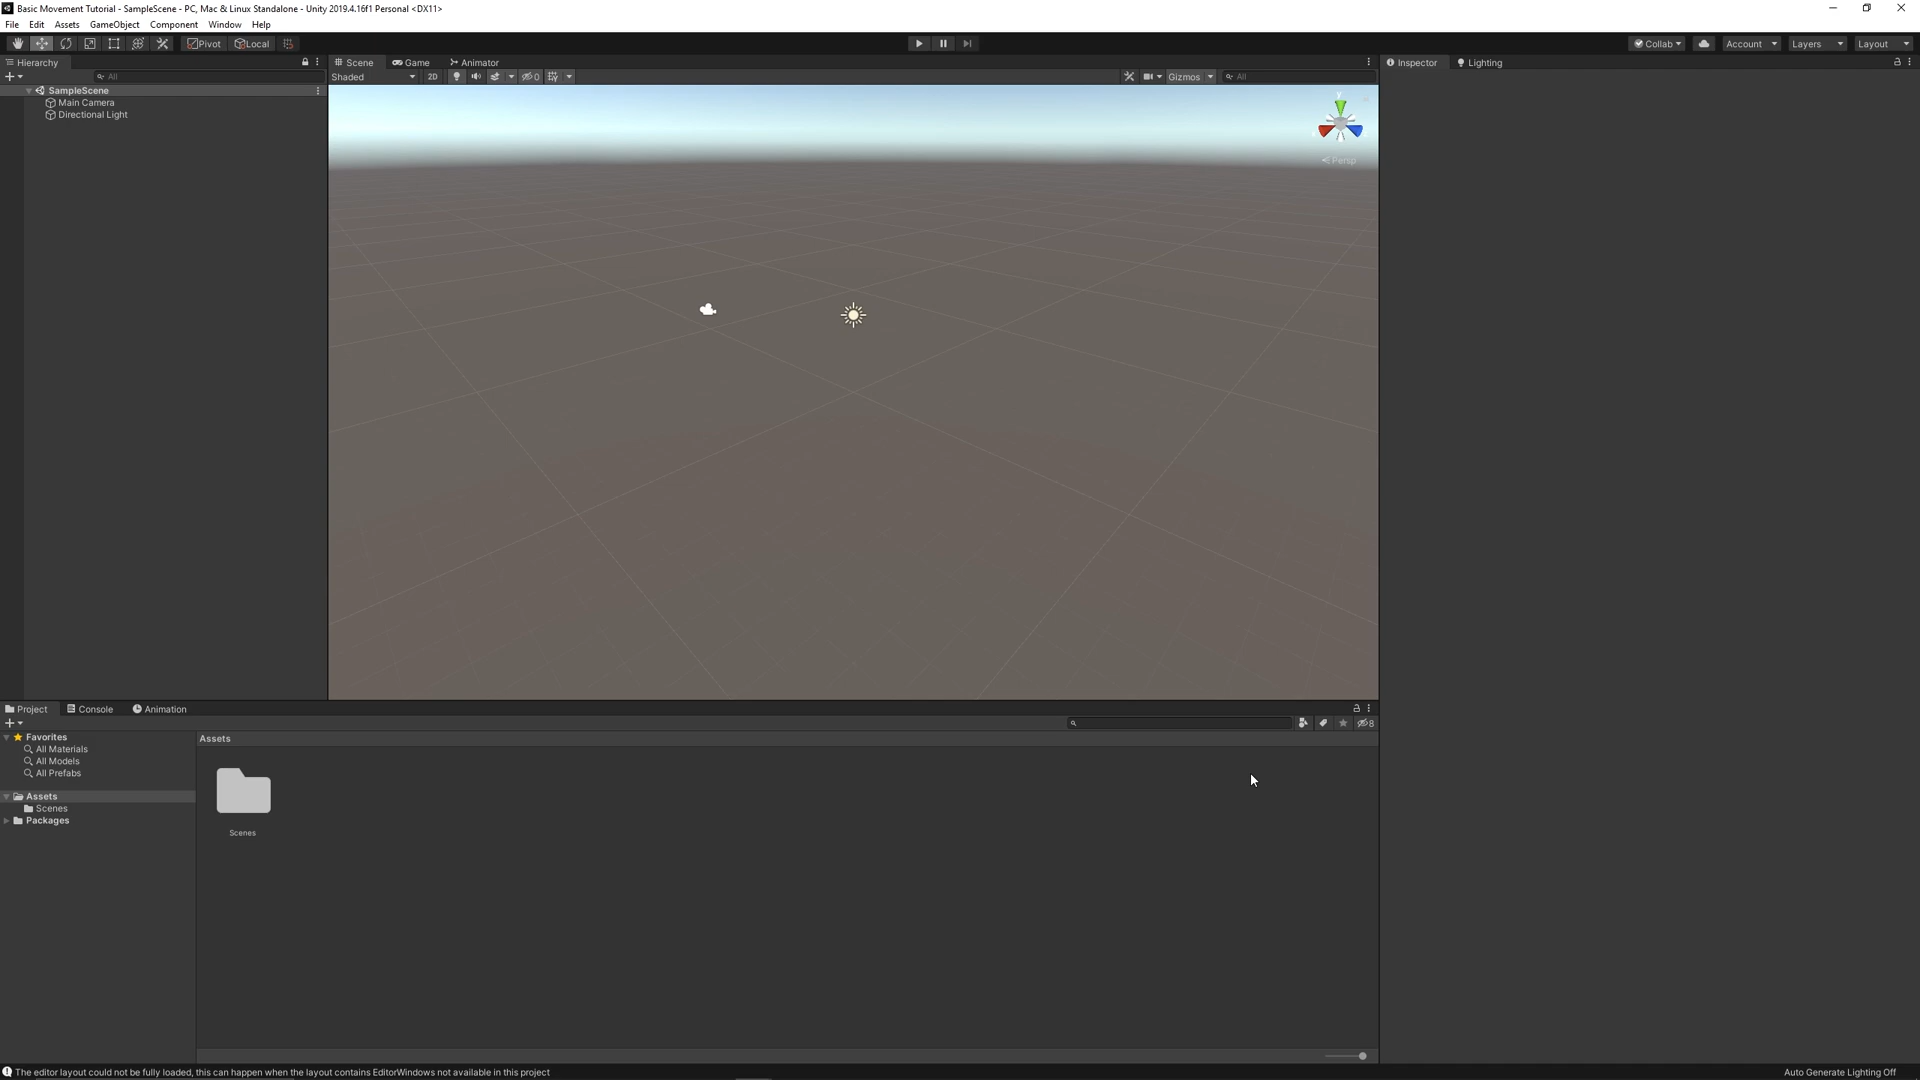 Basic Movement Tutorial - SampleScene - PC, Mac & Linux Standalone - Unity 2019.4.16f1 Personal <DX11>
File Edit Assets GameObject Component Window Help
Pivot Local Collab Account Layers Layout
Hierarchy Scene Game Animator Inspector Lighting
All Shaded 2D 0 Gizmos All
SampleScene
Main Camera
Directional Light
y
Persp
Project Console Animation
8
Favorites
Assets
All Materials
All Models
All Prefabs
Assets
Scenes
Packages
Scenes
The editor layout could not be fully loaded, this can happen when the layout contains EditorWindows not available in this project
Auto Generate Lighting Off